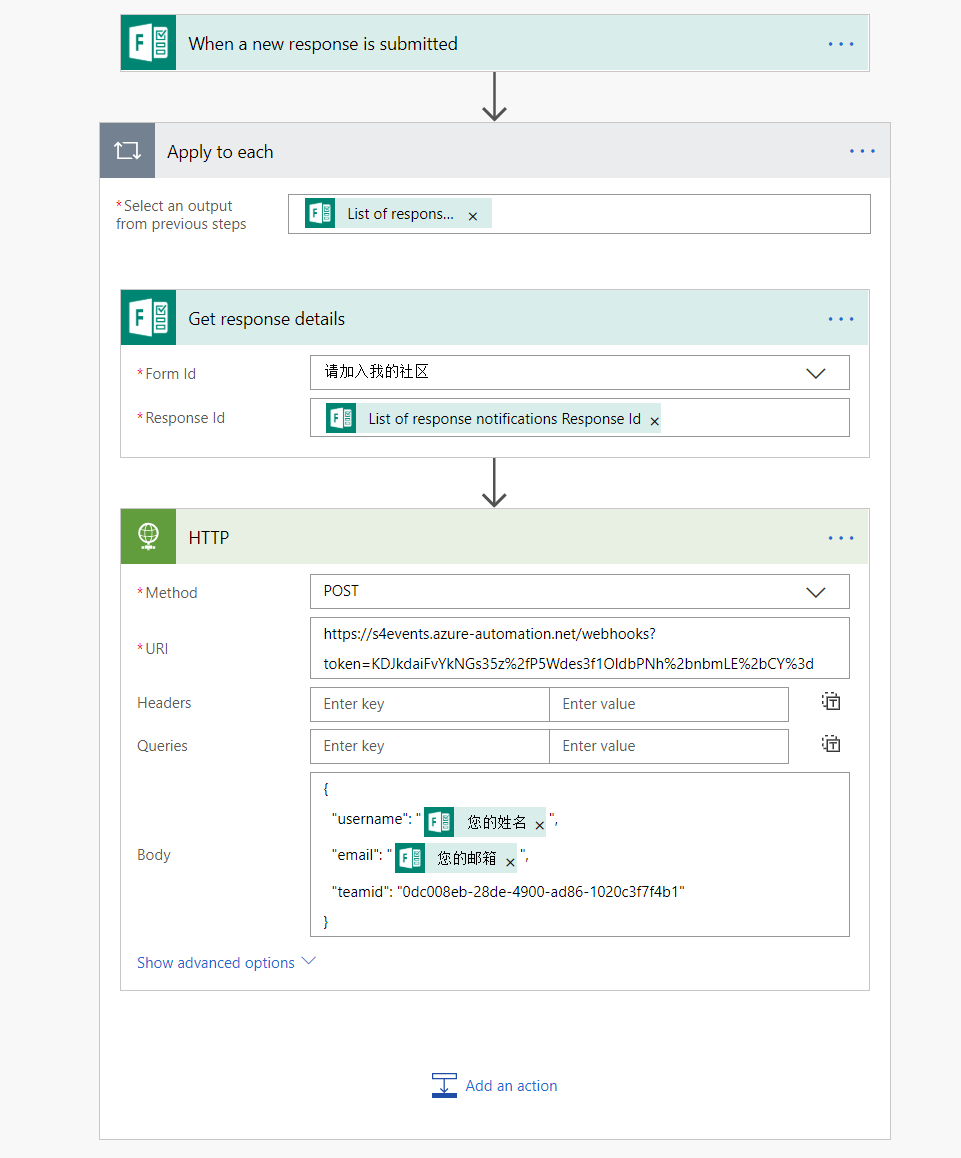 When a new response is submitted
Apply to each
*Select an output
from previous steps
List of respons... ×
Get response details
*Form Id
请加入我的社区
*Response Id
List of response notifications Response Id ×
HTTP
*Method
POST
*URI
https://s4events.azure-automation.net/webhooks?
token=KDJkdaiFvYkNGs35z%2fP5Wdes3f1OIdbPNh%2bnbmLE%2bCY%3d
Headers
Enter key Enter value
Queries
Enter key Enter value
Body
{
"username": " 您的姓名 × ",
"email": " 您的邮箱 × ",
"teamid": "0dc008eb-28de-4900-ad86-1020c3f7f4b1"
}
Show advanced options
Add an action